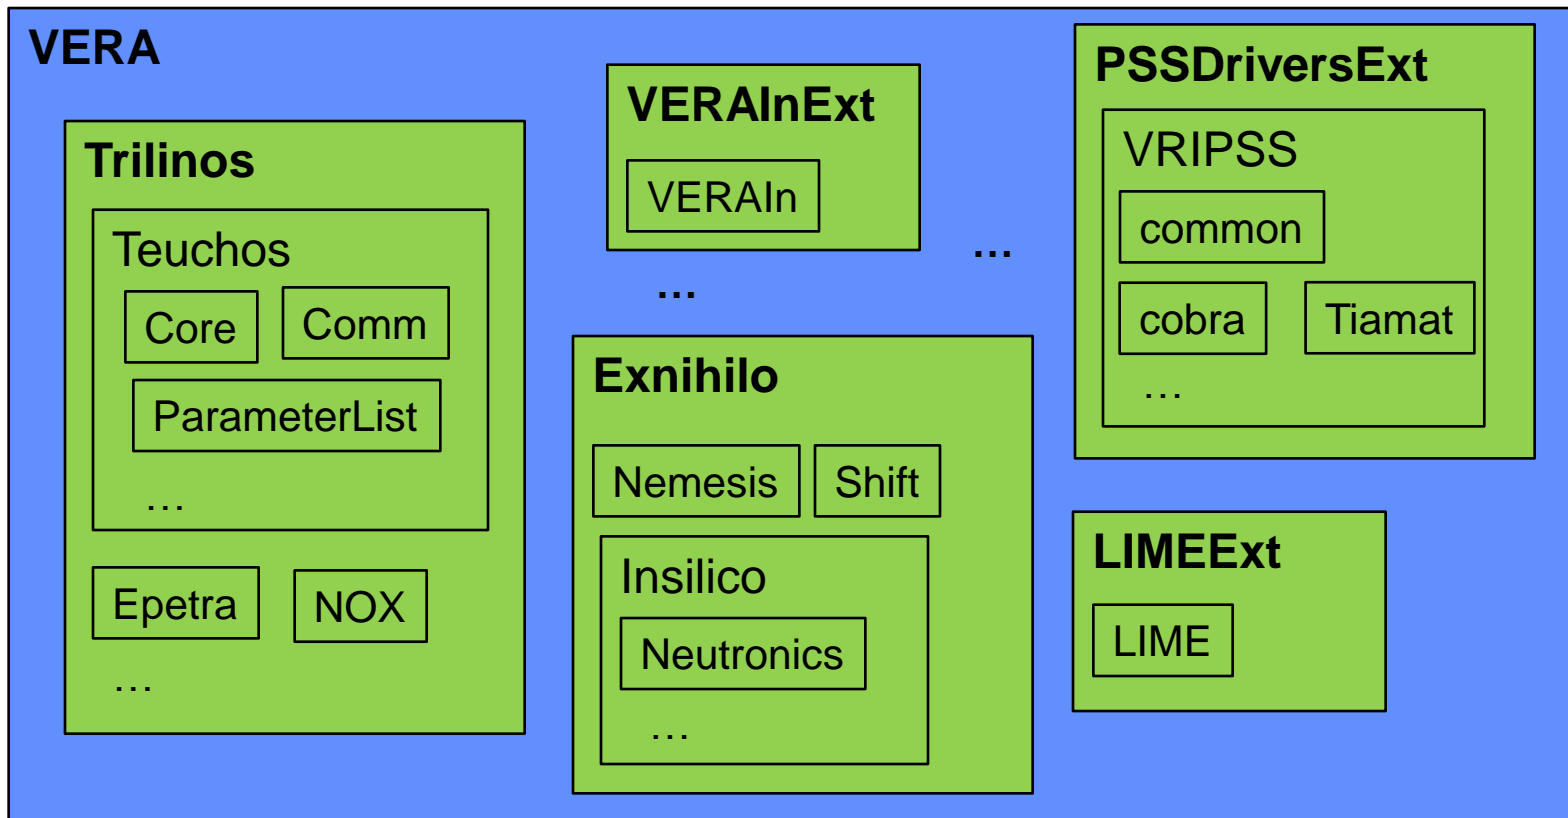 VERA
Trilinos
Teuchos
Core
Comm
ParameterList
...
Epetra
NOX
...
VERAInExt
VERAIn
...
...
Exnihilo
Nemesis
Shift
Insilico
Neutronics
...
PSSDriversExt
VRIPSS
common
cobra
Tiamat
...
LIMEExt
LIME